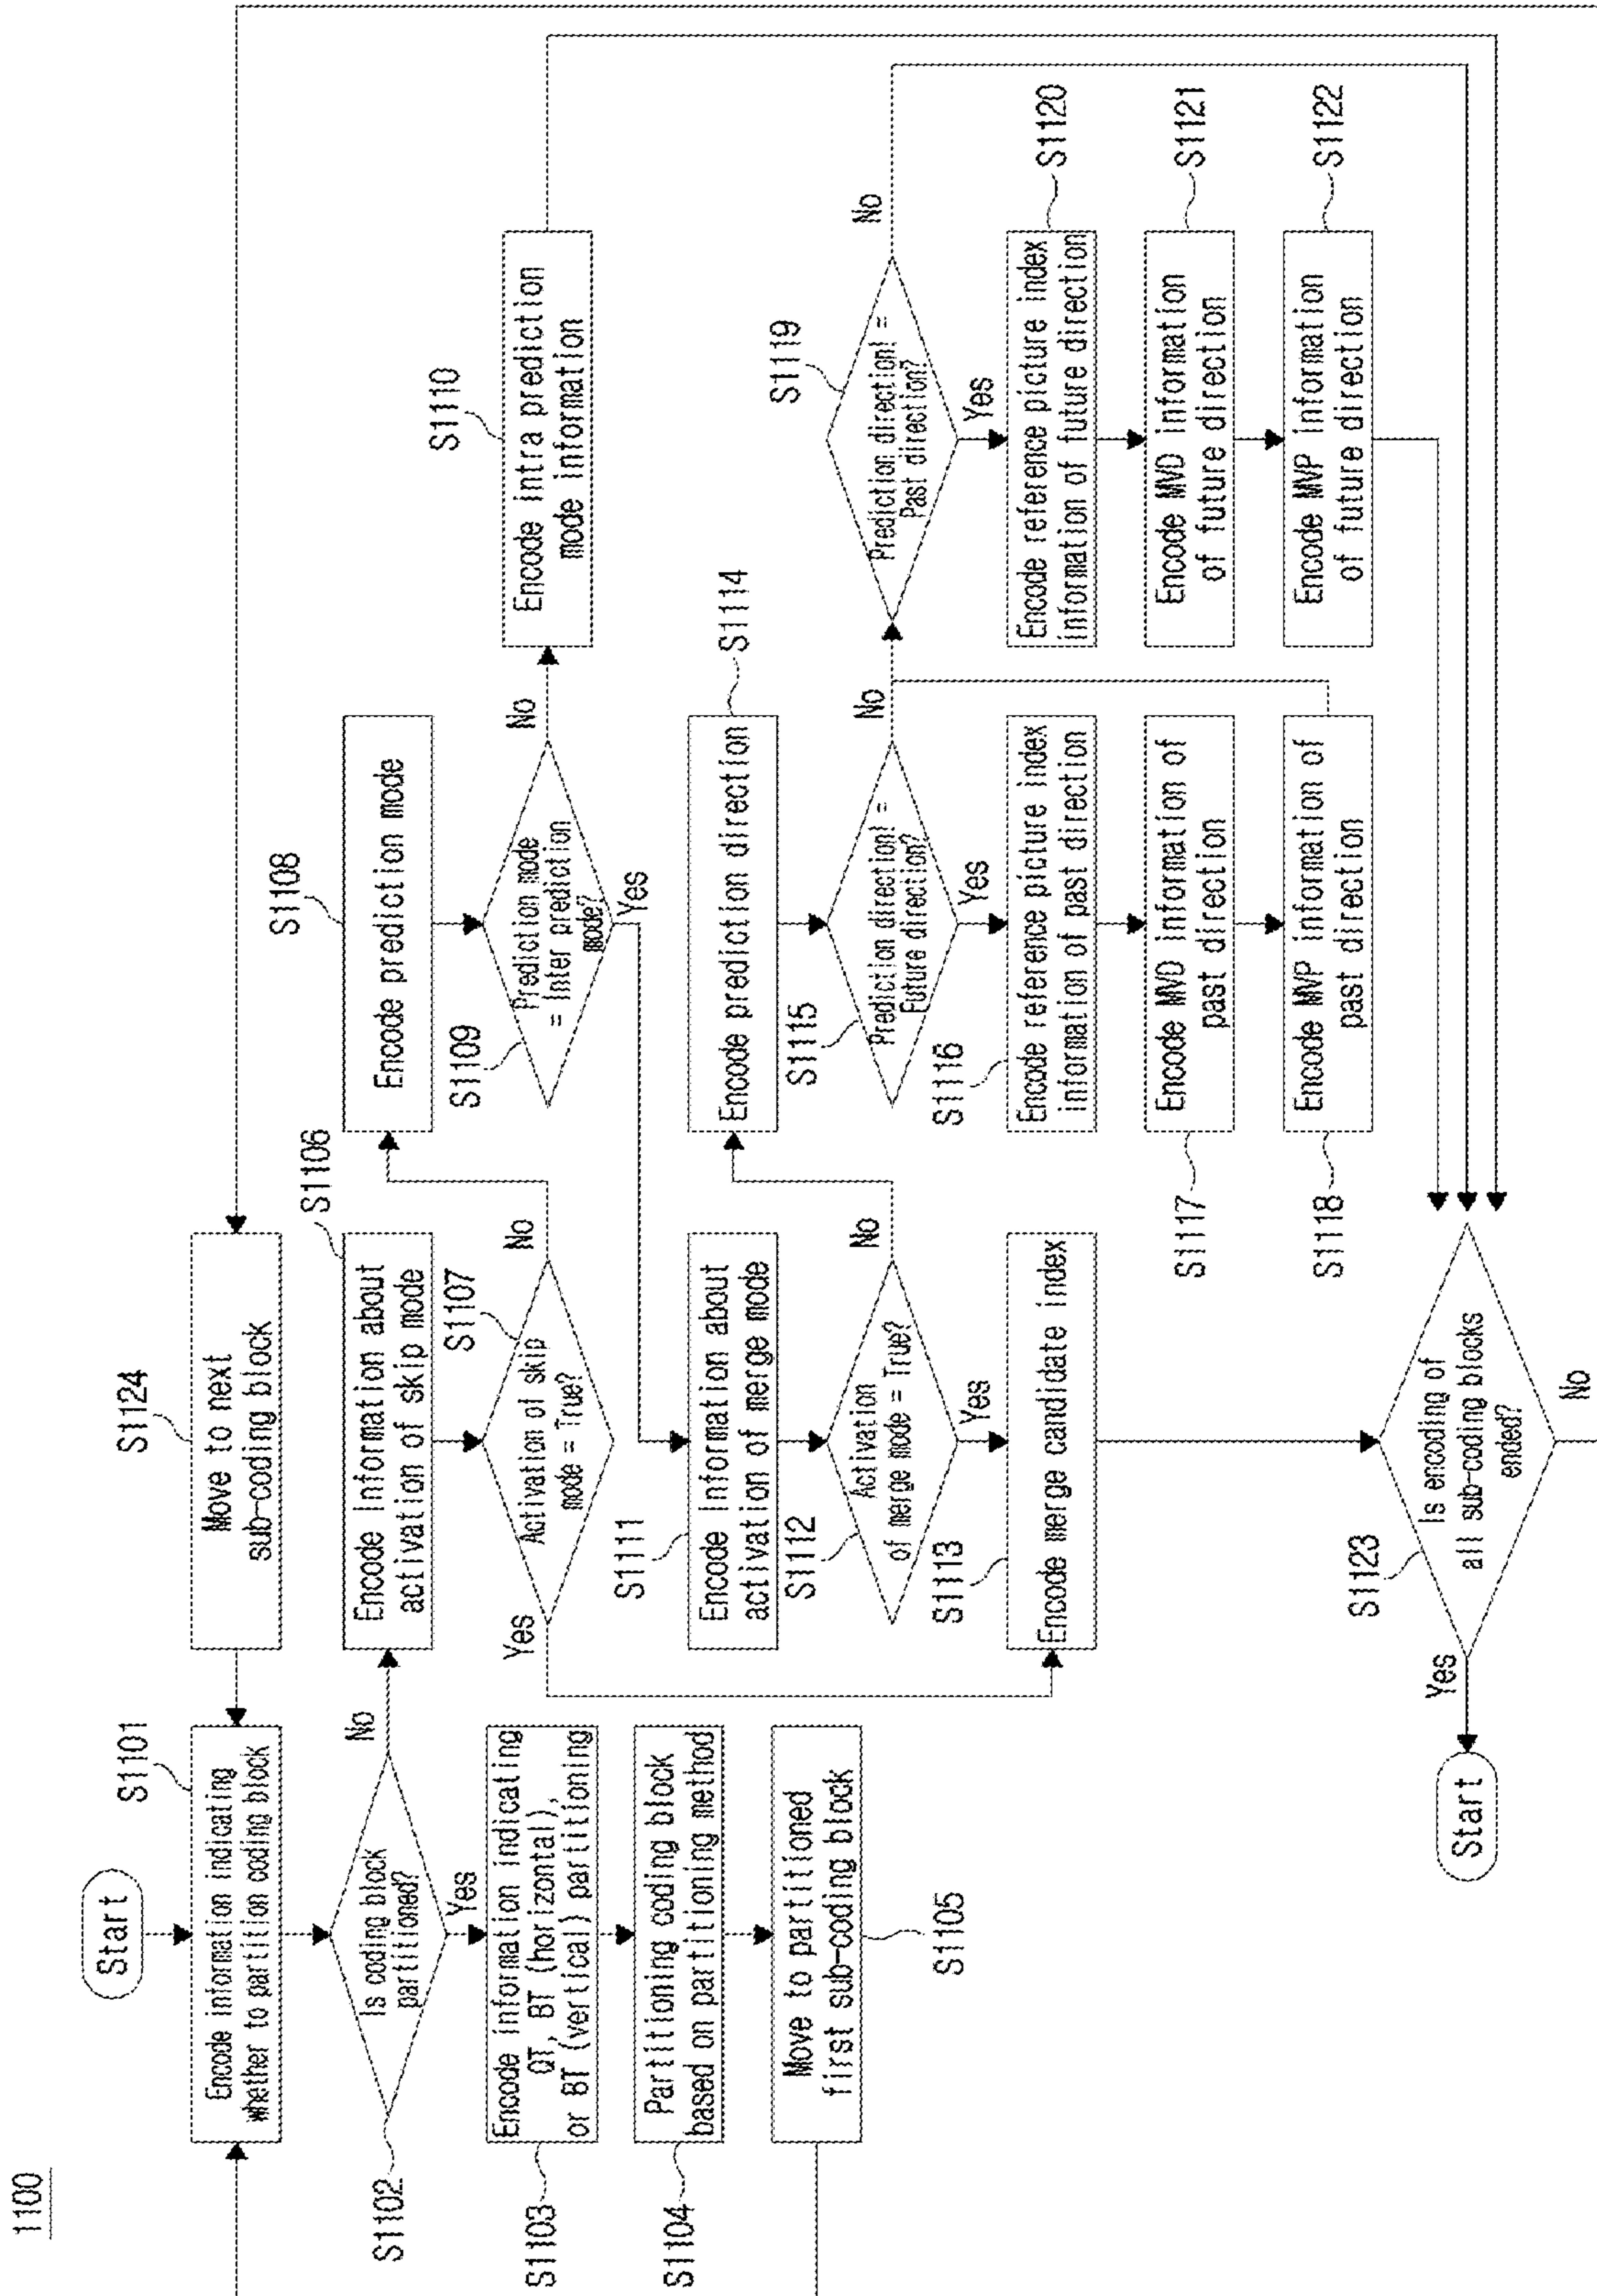 1100
Start
S1101
Encode information indicating
whether to partition coding block
S1102
Is coding block
partitioned?
No
Yes
S1103
Encode information indicating
QT, BT (horizontal),
or BT (vertical) partitioning
S1104
Partitioning coding block
based on partitioning method
Move to partitioned
first sub-coding block
S1105
S1124
Move to next
sub-coding block
S1106
Encode Information about
activation of skip mode
S1107
Activation of skip
mode = True?
Yes
No
S1108
Encode prediction mode
S1109
Prediction mode
= Inter prediction
mode?
No
Yes
S1110
Encode intra prediction
mode information
S1111
Encode Information about
activation of merge mode
S1112
Activation
of merge mode = True?
No
Yes
S1113
Encode merge candidate index
S1114
Encode prediction direction
S1115
Prediction direction! =
Future direction?
No
Yes
S1116
Encode reference picture index
information of past direction
S1117
Encode MVD information of
past direction
S1118
Encode MVP information of
past direction
S1119
Prediction direction! =
Past direction?
No
Yes
S1120
Encode reference picture index
information of future direction
S1121
Encode MVD information
of future direction
S1122
Encode MVP information
of future direction
S1123
Is encoding of
all sub-coding blocks
ended?
Yes
No
Start